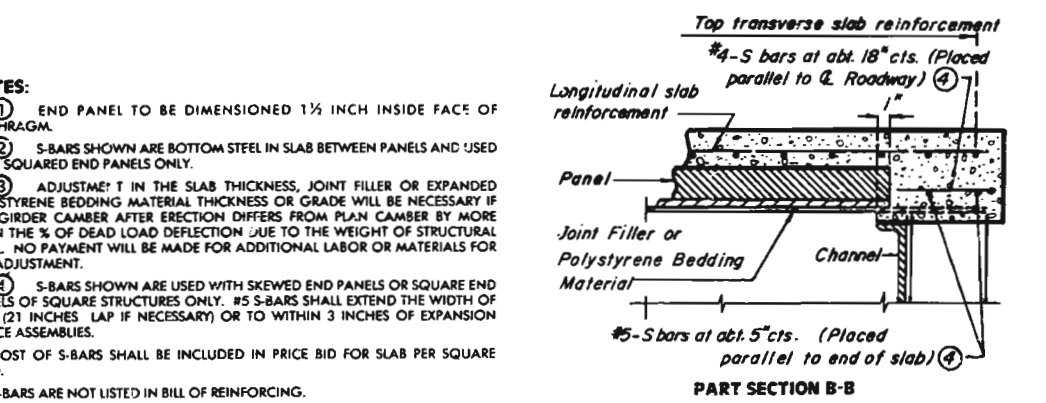 TES:
1 END PANEL TO BE DIMENSIONED 1½ INCH INSIDE FACE OF
HRAGM.
2 S-BARS SHOWN ARE BOTTOM STEEL IN SLAB BETWEEN PANELS AND USED
SQUARED END PANELS ONLY.
3 ADJUSTME T IN THE SLAB THICKNESS, JOINT FILLER OR EXPANDED
STYRENE BEDDING MATERIAL THICKNESS OR GRADE WILL BE NECESSARY IF
GIRDER CAMBER AFTER ERECTION DIFFERS FROM PLAN CAMBER BY MORE
N THE % OF DEAD LOAD DEFLECTION DUE TO THE WEIGHT OF STRUCTURAL
. NO PAYMENT WILL BE MADE FOR ADDITIONAL LABOR OR MATERIALS FOR
ADJUSTMENT.
4 S-BARS SHOWN ARE USED WITH SKEWED END PANELS OR SQUARE END
LS OF SQUARE STRUCTURES ONLY. #5 S-BARS SHALL EXTEND THE WIDTH OF
(21 INCHES LAP IF NECESSARY) OR TO WITHIN 3 INCHES OF EXPANSION
CE ASSEMBLIES.
OST OF S-BARS SHALL BE INCLUDED IN PRICE BID FOR SLAB PER SQUARE
.
-BARS ARE NOT LISTED IN BILL OF REINFORCING.
Top transverse slab reinforcement
#4-S bars at abt. 18" cts. (Placed
parallel to ℄ Roadway) 4
Longitudinal slab
reinforcement
1"
Panel
Joint Filler or
Polystyrene Bedding
Material
Channel
#5-S bars at abt. 5" cts. (Placed
parallel to end of slab) 4
PART SECTION B-B